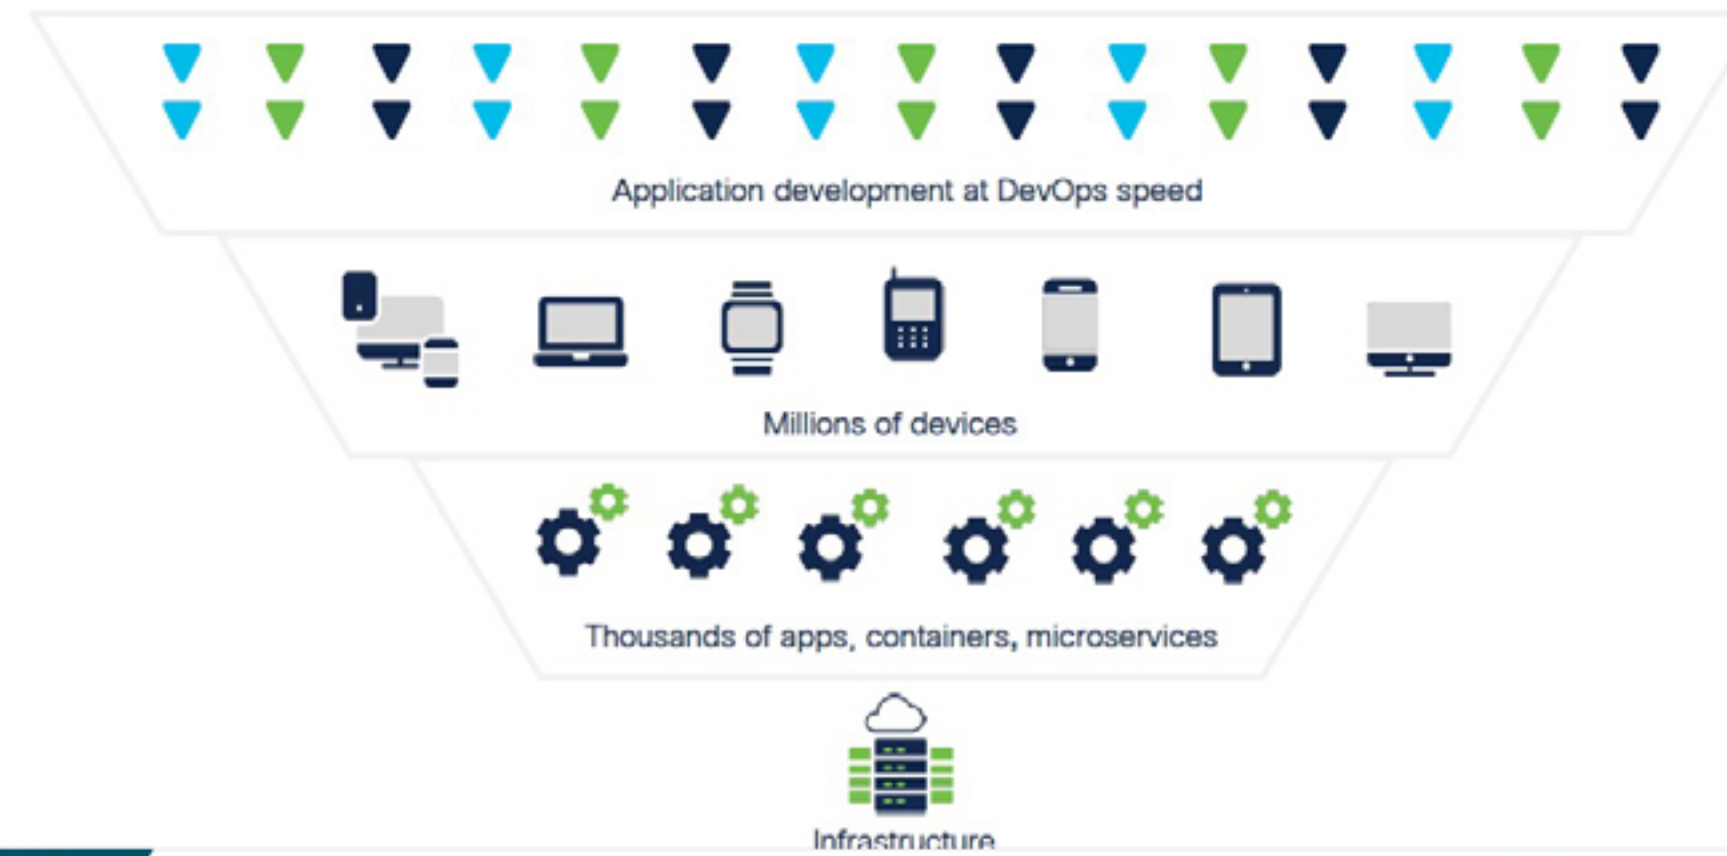 Application development at DevOps speed
Millions of devices
Thousands of apps, containers, microservices
Infrastructure